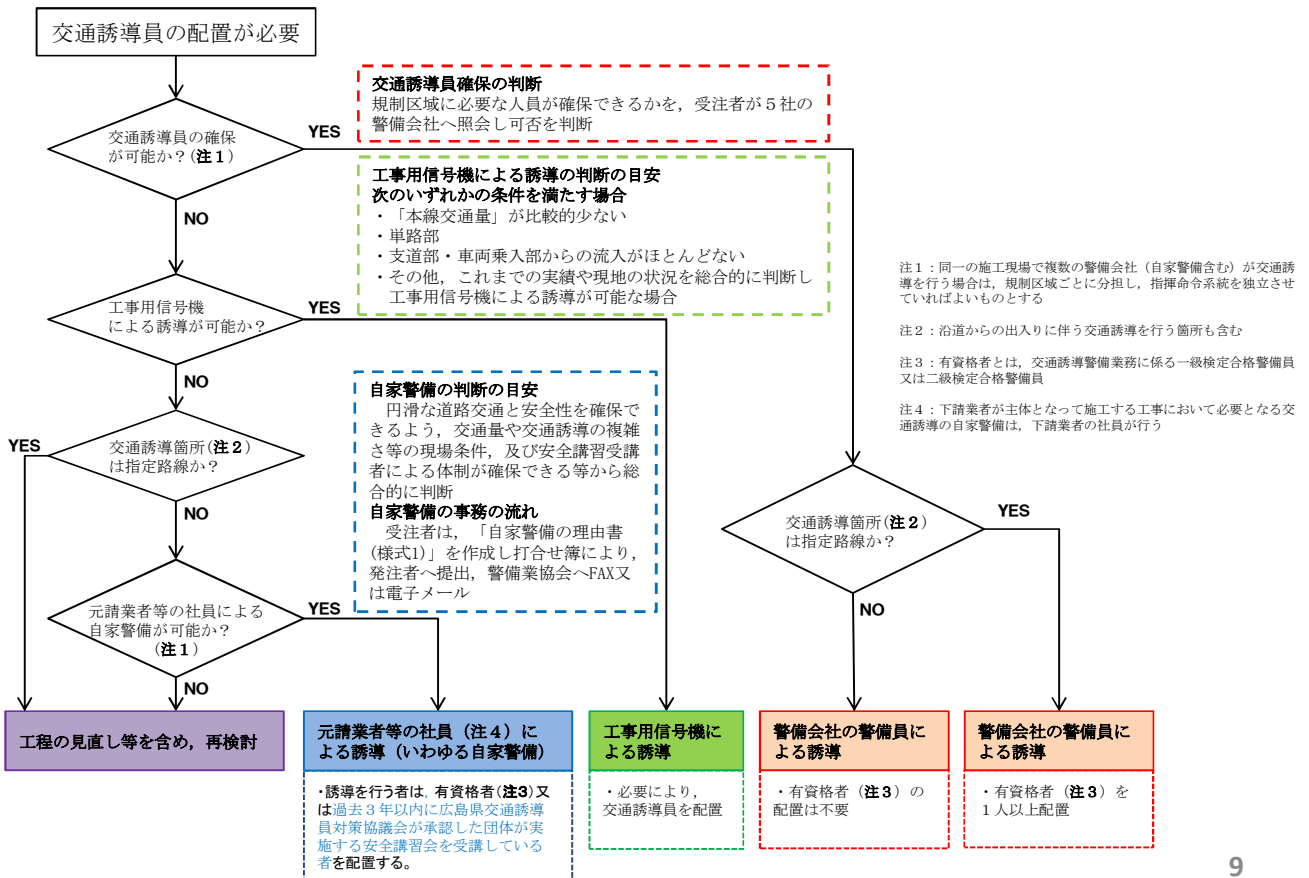 交通誘導員の配置が必要
交通誘導員確保の判断
規制区域に必要な人員が確保できるかを，受注者が５社の
警備会社へ照会し可否を判断
交通誘導員の確保
が可能か？(注１)
YES
NO
工事用信号機による誘導の判断の目安
次のいずれかの条件を満たす場合
・「本線交通量」が比較的少ない
・単路部
・支道部・車両乗入部からの流入がほとんどない
・その他，これまでの実績や現地の状況を総合的に判断し
工事用信号機による誘導が可能な場合
工事用信号機
による誘導が可能か？
YES
NO
注１：同一の施工現場で複数の警備会社（自家警備含む）が交通誘
導を行う場合は，規制区域ごとに分担し，指揮命令系統を独立させ
ていればよいものとする
注２：沿道からの出入りに伴う交通誘導を行う箇所も含む
注３：有資格者とは，交通誘導警備業務に係る一級検定合格警備員
又は二級検定合格警備員
注４：下請業者が主体となって施工する工事において必要となる交
通誘導の自家警備は，下請業者の社員が行う
自家警備の判断の目安
円滑な道路交通と安全性を確保で
きるよう，交通量や交通誘導の複雑
さ等の現場条件，及び安全講習受講
者による体制が確保できる等から総
合的に判断
自家警備の事務の流れ
受注者は，「自家警備の理由書
(様式1)」を作成し打合せ簿により，
発注者へ提出，警備業協会へFAX又
は電子メール
YES
交通誘導箇所(注２)
は指定路線か？
NO
元請業者等の社員による
自家警備が可能か？
(注１)
YES
NO
交通誘導箇所(注２)
は指定路線か？
YES
NO
工程の見直し等を含め，再検討
元請業者等の社員（注４）に
よる誘導（いわゆる自家警備）
・誘導を行う者は，有資格者(注3)又
は過去３年以内に広島県交通誘導
員対策協議会が承認した団体が実
施する安全講習会を受講している
者を配置する。
工事用信号機に
よる誘導
・必要により，
交通誘導員を配置
警備会社の警備員に
よる誘導
・有資格者（注３）の
配置は不要
警備会社の警備員に
よる誘導
・有資格者（注３）を
１人以上配置
9